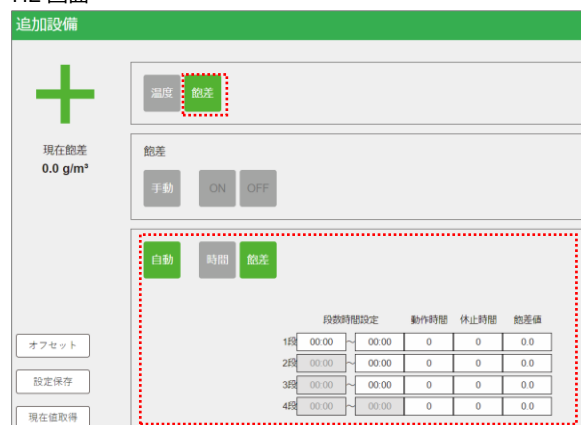 追加設備
温度 飽差
現在飽差
0.0 g/m³
飽差
手動 ON OFF
自動 時間 飽差
段数時間設定 動作時間 休止時間 飽差値
1段 00:00 ~ 00:00 0 0 0.0
2段 00:00 ~ 00:00 0 0 0.0
3段 00:00 ~ 00:00 0 0 0.0
4段 00:00 ~ 00:00 0 0 0.0
オフセット
設定保存
現在値取得